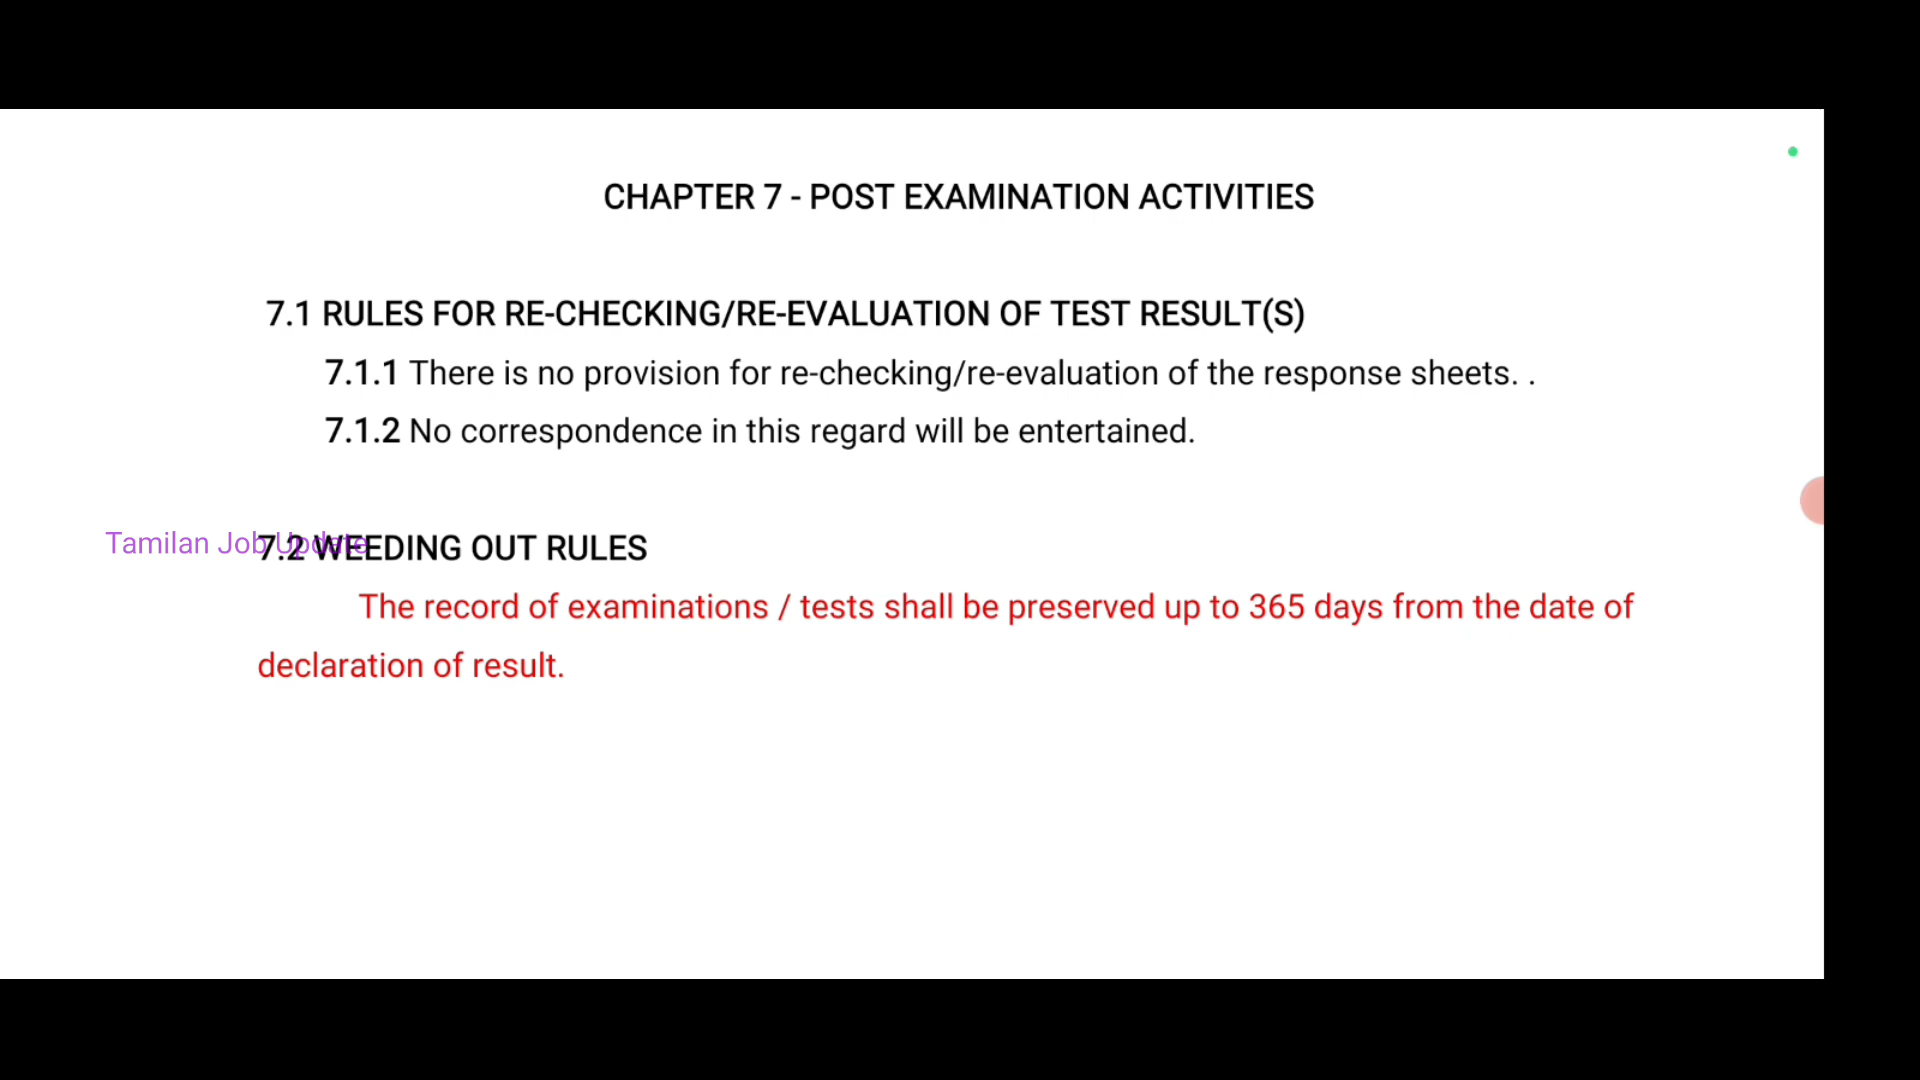 CHAPTER 7 - POST EXAMINATION ACTIVITIES
7.1 RULES FOR RE-CHECKING/RE-EVALUATION OF TEST RESULT(S)
7.1.1 There is no provision for re-checking/re-evaluation of the response sheets. .
7.1.2 No correspondence in this regard will be entertained.
Tamilan Job Update
7.2 WEEDING OUT RULES
The record of examinations / tests shall be preserved up to 365 days from the date of
declaration of result.